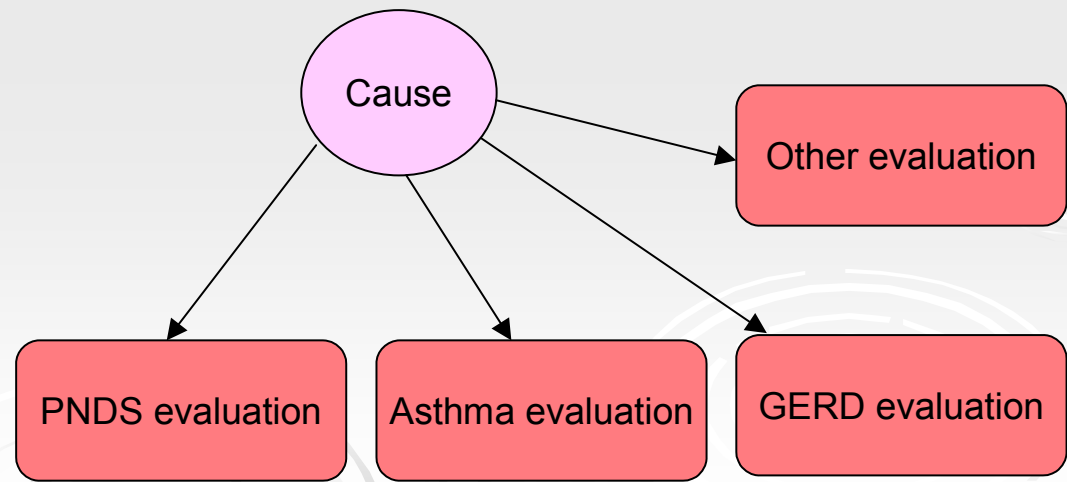 Cause
Other evaluation
PNDS evaluation
Asthma evaluation
GERD evaluation